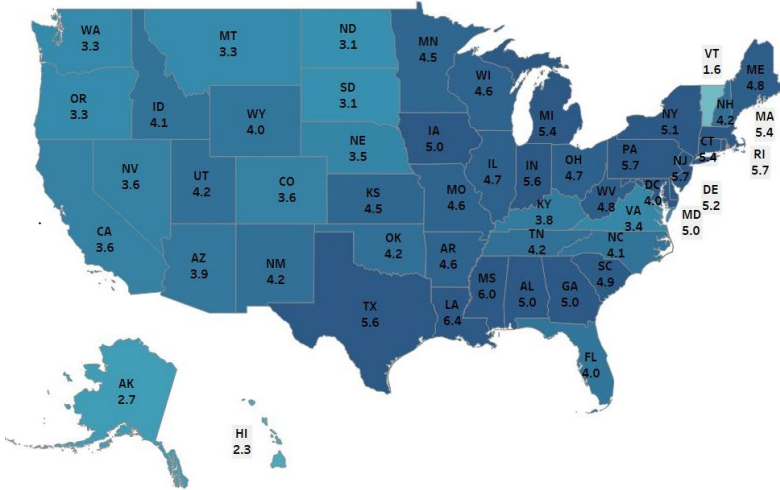 WA
3.3
MT
3.3
ND
3.1
MN
4.5
VT
1.6
ME
4.8
OR
3.3
ID
4.1
WY
4.0
SD
3.1
WI
4.6
MI
5.4
NY
5.1
NH
4.2
MA
5.4
NV
3.6
UT
4.2
CO
3.6
NE
3.5
IA
5.0
IL
4.7
IN
5.6
OH
4.7
PA
5.7
CT
5.4
RI
5.7
NJ
5.7
CA
3.6
KS
4.5
MO
4.6
KY
3.8
WV
4.8
DC
4.0
DE
5.2
VA
3.4
MD
5.0
AZ
3.9
NM
4.2
OK
4.2
AR
4.6
TN
4.2
NC
4.1
SC
4.9
TX
5.6
LA
6.4
MS
6.0
AL
5.0
GA
5.0
FL
4.0
AK
2.7
HI
2.3